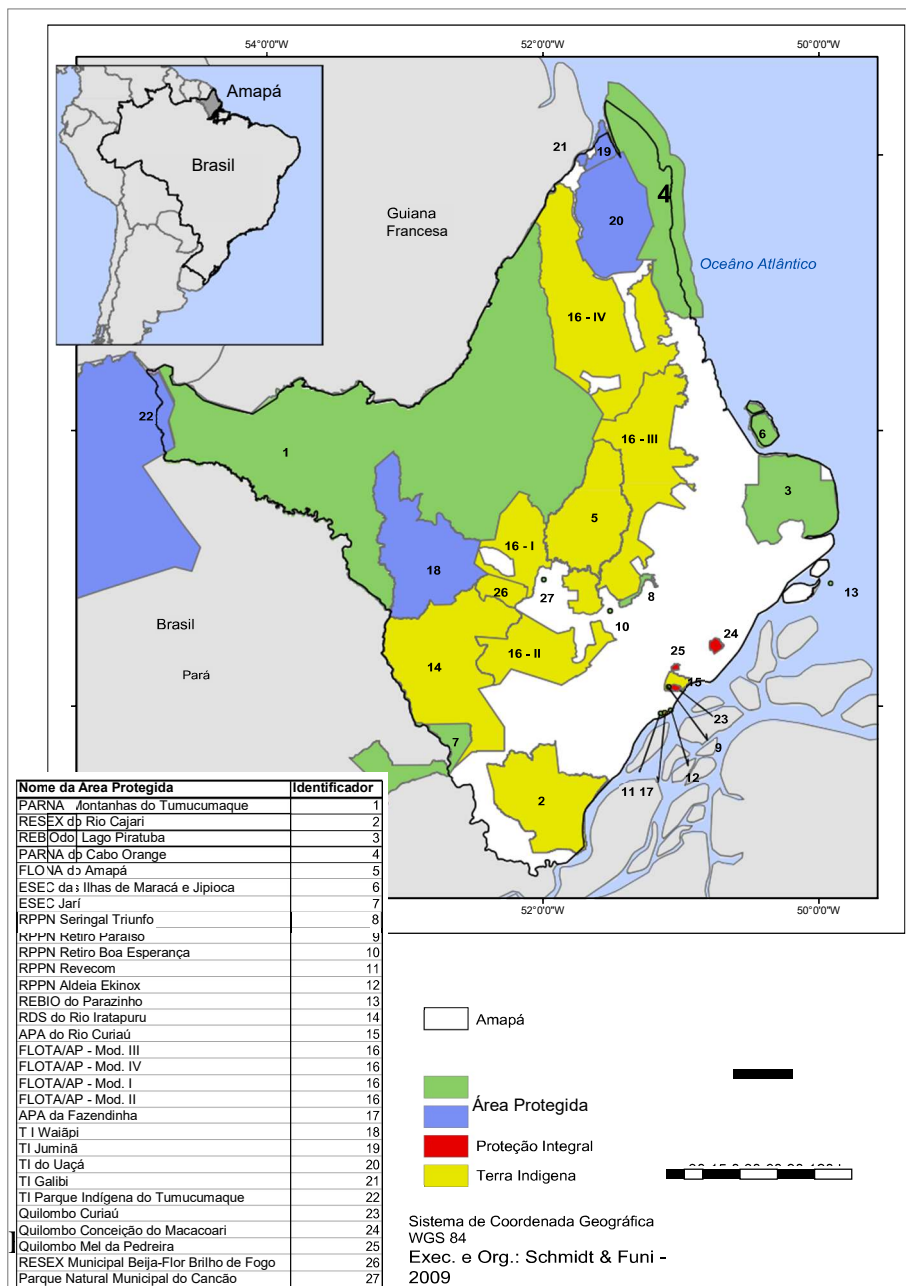 54°0'0"W 52°0'0"W 50°0'0"W
Amapá
Brasil
Guiana
Francesa
Oceâno Atlântico
21
19
4
20
16 - IV
22
1
16 - III
6
3
5
16 - I
18
26
27
8
13
10
24
Brasil
Pará
14
16 - II
25
15
23
7
9
12
11 17
2
52°0'0"W 50°0'0"W
Nome da Área Protegida Identificador
PARNA Montanhas do Tumucumaque 1
RESEX do Rio Cajari 2
REBIO do Lago Piratuba 3
PARNA do Cabo Orange 4
FLONA do Amapá 5
ESEC das Ilhas de Maracá e Jipioca 6
ESEC Jarí 7
RPPN Seringal Triunfo 8
RPPN Retiro Paraíso 9
RPPN Retiro Boa Esperança 10
RPPN Revecom 11
RPPN Aldeia Ekinox 12
REBIO do Parazinho 13
RDS do Rio Iratapuru 14
APA do Rio Curiaú 15
FLOTA/AP - Mod. III 16
FLOTA/AP - Mod. IV 16
FLOTA/AP - Mod. I 16
FLOTA/AP - Mod. II 16
APA da Fazendinha 17
T I Waiãpi 18
TI Juminã 19
TI do Uaçá 20
TI Galibi 21
TI Parque Indígena do Tumucumaque 22
Quilombo Curiaú 23
Quilombo Conceição do Macacoari 24
Quilombo Mel da Pedreira 25
RESEX Municipal Beija-Flor Brilho de Fogo 26
Parque Natural Municipal do Cancão 27
Amapá
Área Protegida
Proteção Integral
Terra Indigena
Sistema de Coordenada Geográfica
WGS 84
Exec. e Org.: Schmidt & Funi -
2009